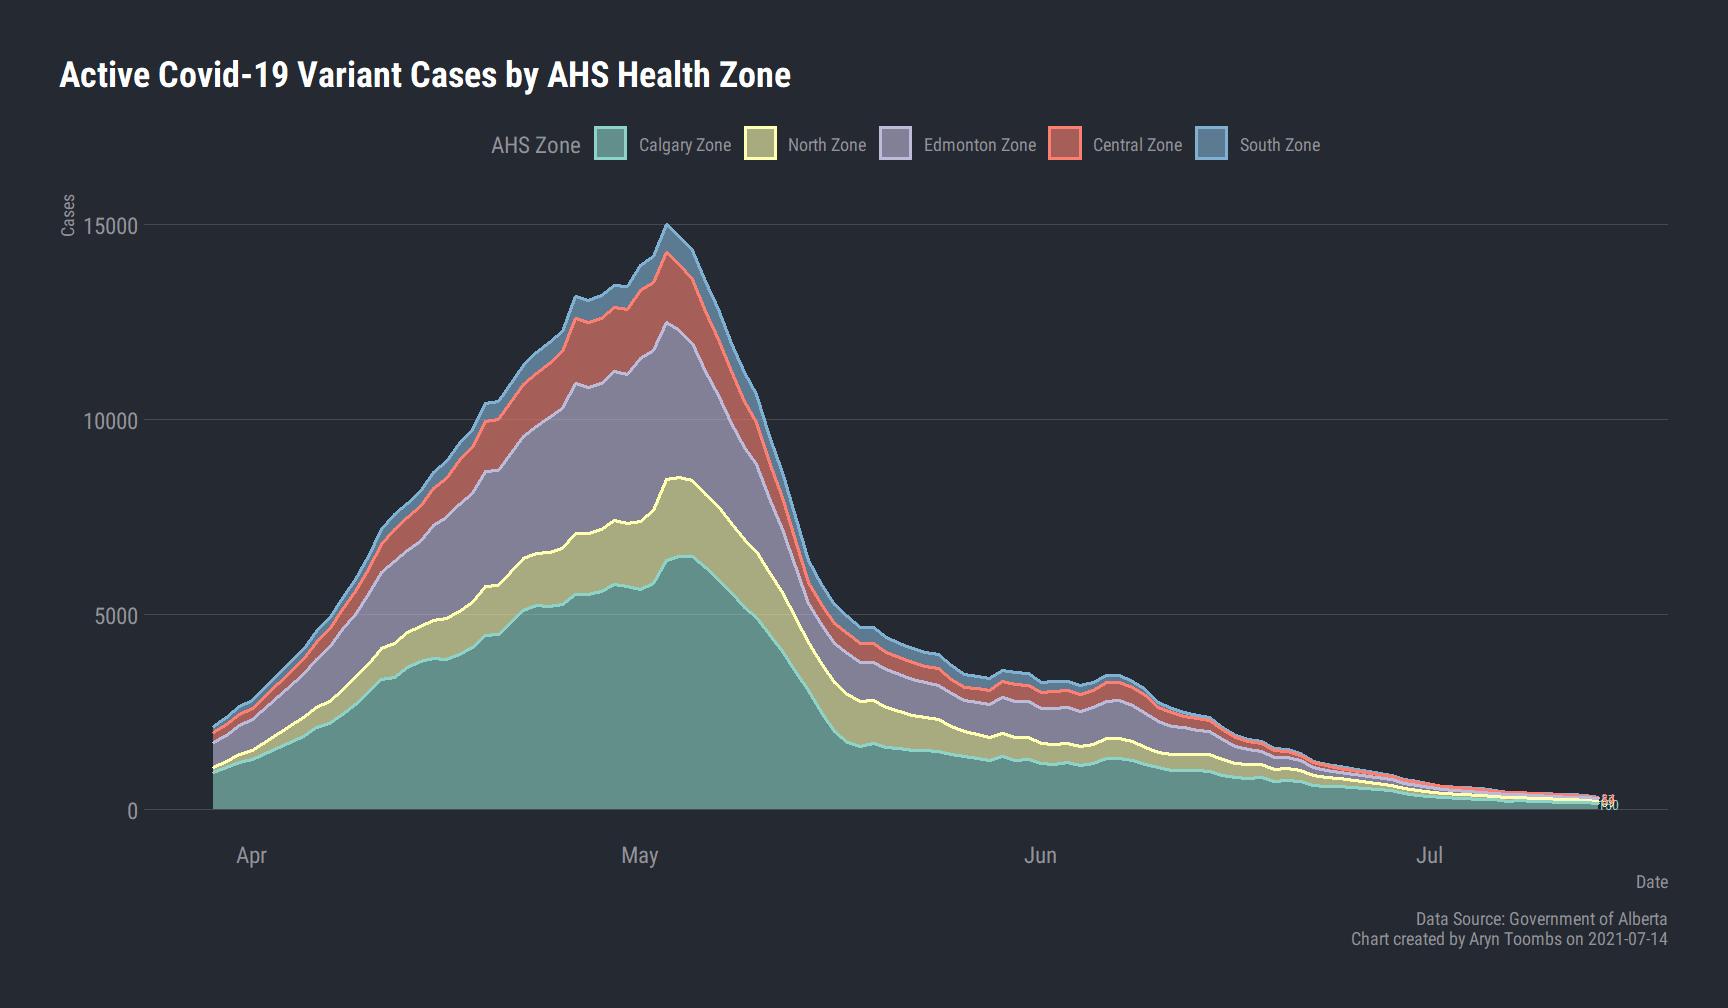 Active Covid-19 Variant Cases by AHS Health Zone
AHS Zone Calgary Zone North Zone Edmonton Zone Central Zone South Zone
Cases
15000
10000
5000
0
Apr May Jun Jul
Date
Data Source: Government of Alberta
Chart created by Aryn Toombs on 2021-07-14